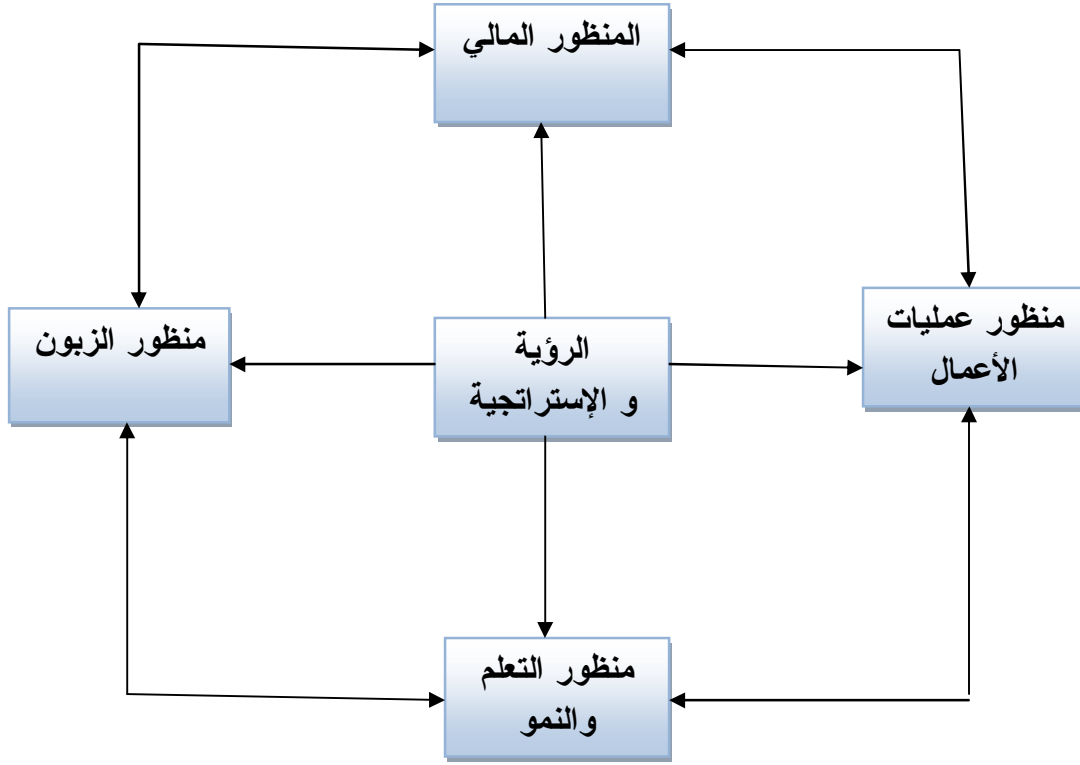 المنظور المالي
منظور عمليات
الأعمال
الرؤية
و الإستراتجية
منظور الزبون
منظور التعلم
والنمو